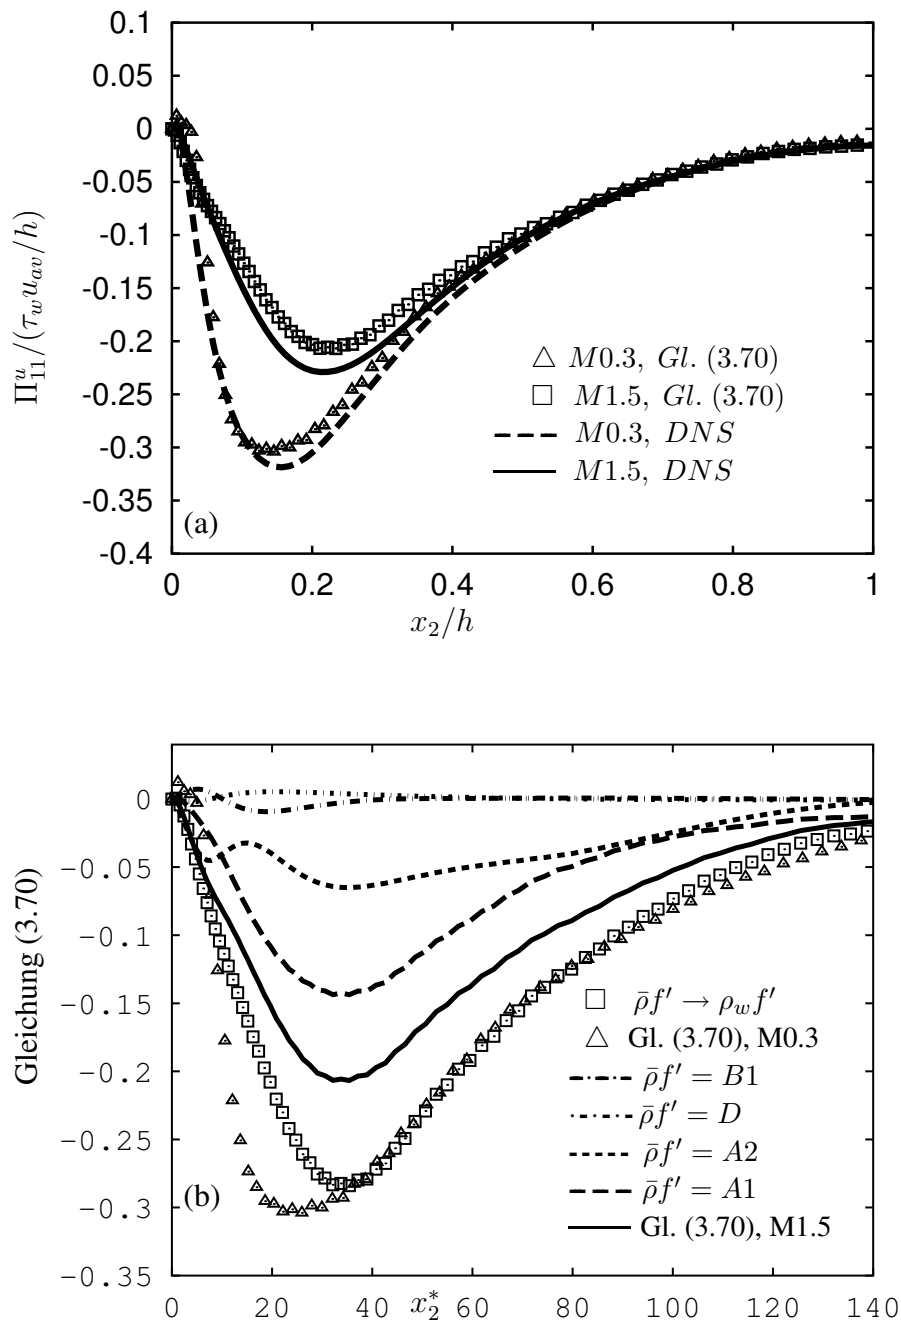 0.1
0.05
0
-0.05
-0.1
-0.15
-0.2
-0.25
-0.3
-0.35
-0.4
Π₁₁ᵘ/(τ_w u_av/h)
△ M0.3, Gl. (3.70)
□ M1.5, Gl. (3.70)
M0.3, DNS
M1.5, DNS
(a)
0 0.2 0.4 0.6 0.8 1
x₂/h
0
-0.05
-0.1
-0.15
-0.2
-0.25
-0.3
-0.35
Gleichung (3.70)
□ ρ̄f′ → ρ_w f′
△ Gl. (3.70), M0.3
ρ̄f′ = B1
ρ̄f′ = D
ρ̄f′ = A2
ρ̄f′ = A1
Gl. (3.70), M1.5
(b)
0 20 40 x₂* 60 80 100 120 140